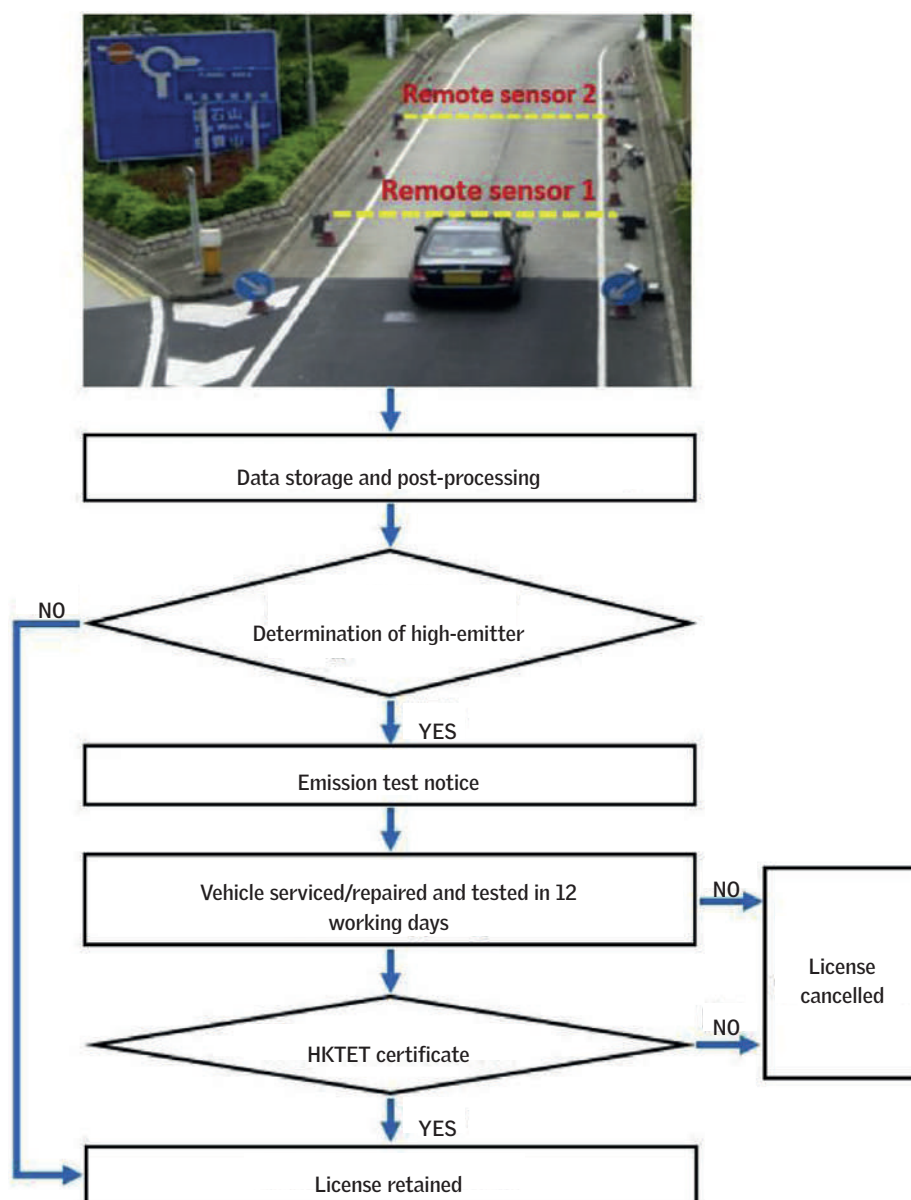 Remote sensor 2
Remote sensor 1
Data storage and post-processing
NO
Determination of high-emitter
YES
Emission test notice
Vehicle serviced/repaired and tested in 12
working days
NO
License
cancelled
NO
HKTET certificate
YES
License retained